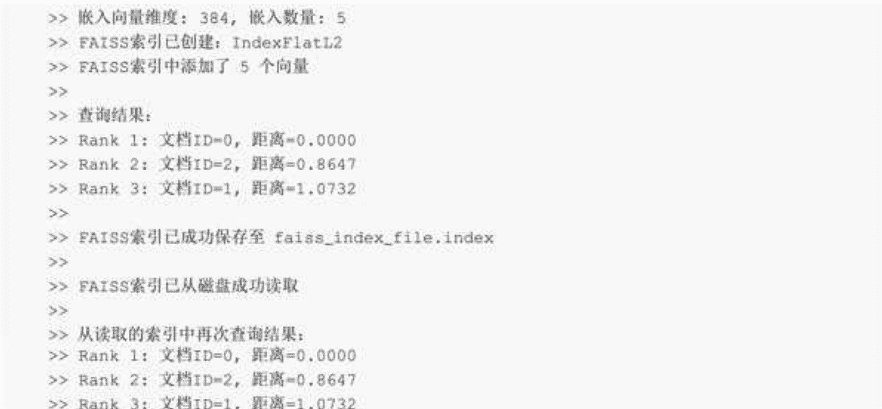 >> 嵌入向量维度: 384, 嵌入数量: 5
>> FAISS索引已创建: IndexFlatL2
>> FAISS索引中添加了 5 个向量
>>
>> 查询结果:
>> Rank 1: 文档ID=0, 距离=0.0000
>> Rank 2: 文档ID=2, 距离=0.8647
>> Rank 3: 文档ID=1, 距离=1.0732
>>
>> FAISS索引已成功保存至 faiss_index_file.index
>>
>> FAISS索引已从磁盘成功读取
>>
>> 从读取的索引中再次查询结果:
>> Rank 1: 文档ID=0, 距离=0.0000
>> Rank 2: 文档ID=2, 距离=0.8647
>> Rank 3: 文档ID=1, 距离=1.0732